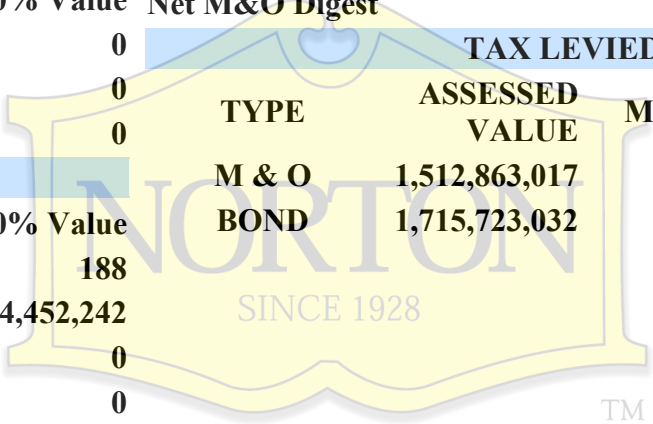 0% Value Net M&O Digest
0
TAX LEVIED
0
TYPE ASSESSED VALUE M
0
M & O 1,512,863,017
0% Value BOND 1,715,723,032
188
4,452,242
0
0
NORTON
SINCE 1928
TM